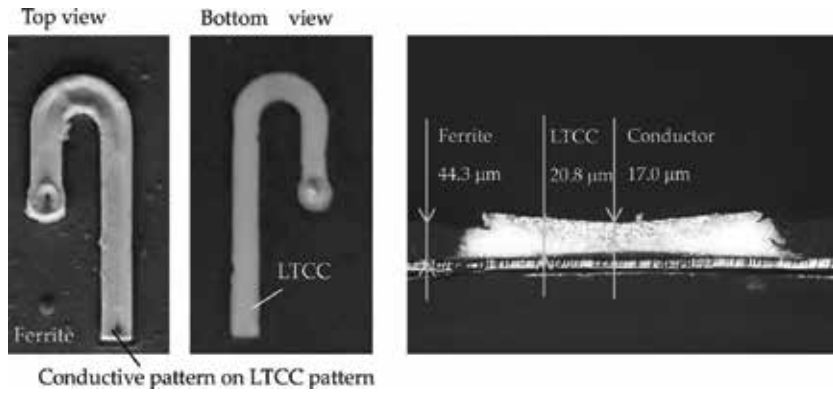 Top view
Bottom view
Ferrite
LTCC
Conductor
44.3 μm
20.8 μm
17.0 μm
LTCC
Ferrite
Conductive pattern on LTCC pattern